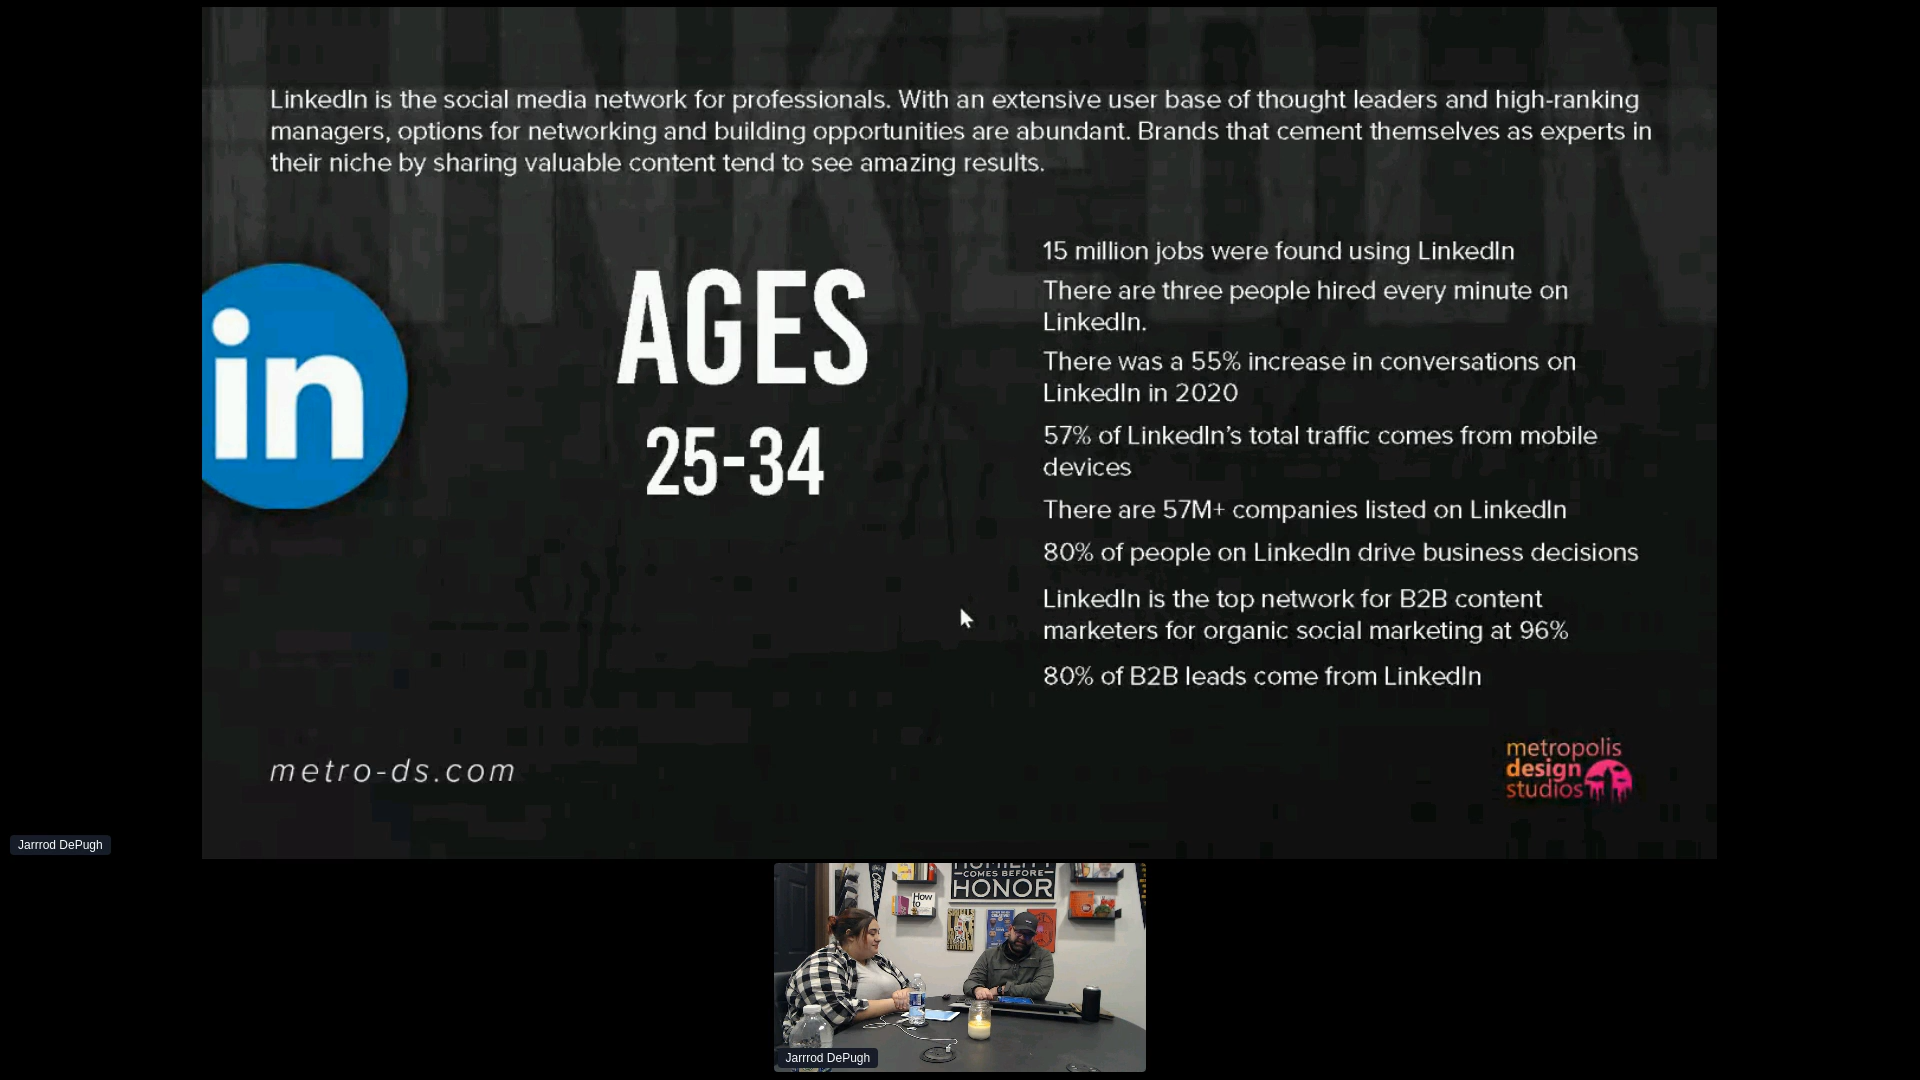 LinkedIn is the social media network for professionals. With an extensive user base of thought leaders and high-ranking
managers, options for networking and building opportunities are abundant. Brands that cement themselves as experts in
their niche by sharing valuable content tend to see amazing results.
in
AGES
25-34
15 million jobs were found using LinkedIn
There are three people hired every minute on
LinkedIn.
There was a 55% increase in conversations on
LinkedIn in 2020
57% of LinkedIn's total traffic comes from mobile
devices
There are 57M+ companies listed on LinkedIn
80% of people on LinkedIn drive business decisions
LinkedIn is the top network for B2B content
marketers for organic social marketing at 96%
80% of B2B leads come from LinkedIn
metro-ds.com
metropolis
design
studios
Jarrrod DePugh
HUMILITY
COMES BEFORE
HONOR
How
to
Jarrrod DePugh